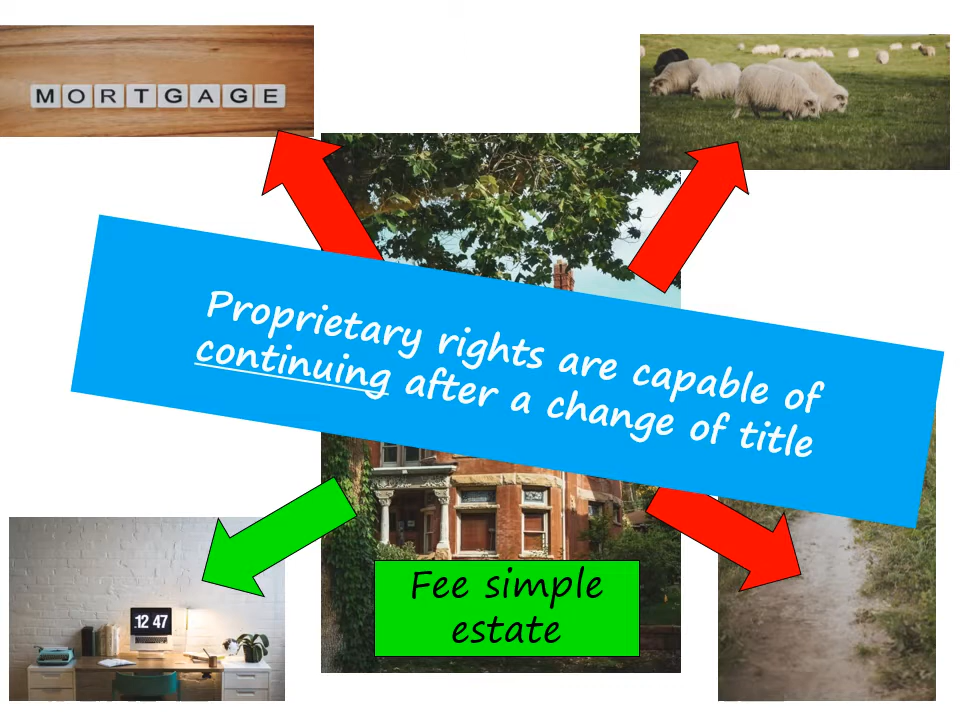 MORTGAGE
Proprietary rights are capable of
continuing after a change of title
12 47
Fee simple
estate